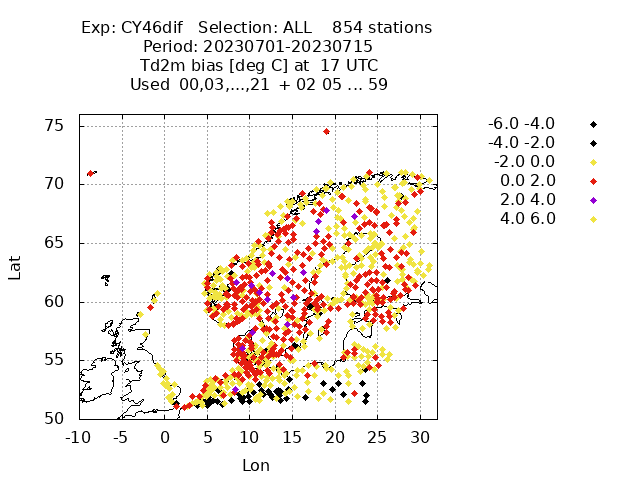 Exp: CY46dif   Selection: ALL    854 stations
Period: 20230701-20230715
Td2m bias [deg C] at  17 UTC
Used  00,03,...,21  + 02 05 ... 59
-6.0 -4.0
-4.0 -2.0
-2.0 0.0
0.0 2.0
2.0 4.0
4.0 6.0
75
70
65
60
55
50
Lat
-10 -5 0 5 10 15 20 25 30
Lon